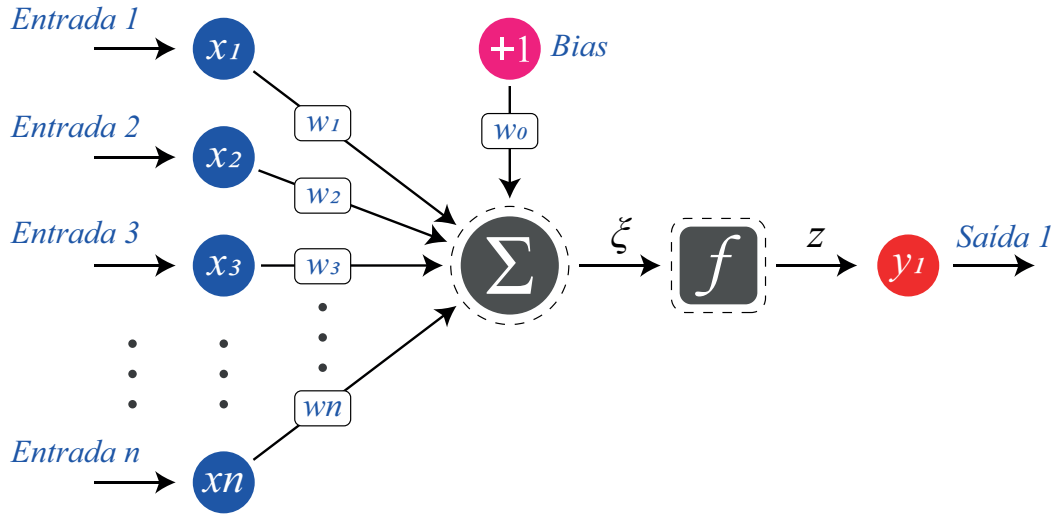 Entrada 1
x1
+1
Bias
w1
w0
Entrada 2
x2
w2
Entrada 3
x3
w3
Σ
ξ
f
z
y1
Saída 1
wn
Entrada n
xn